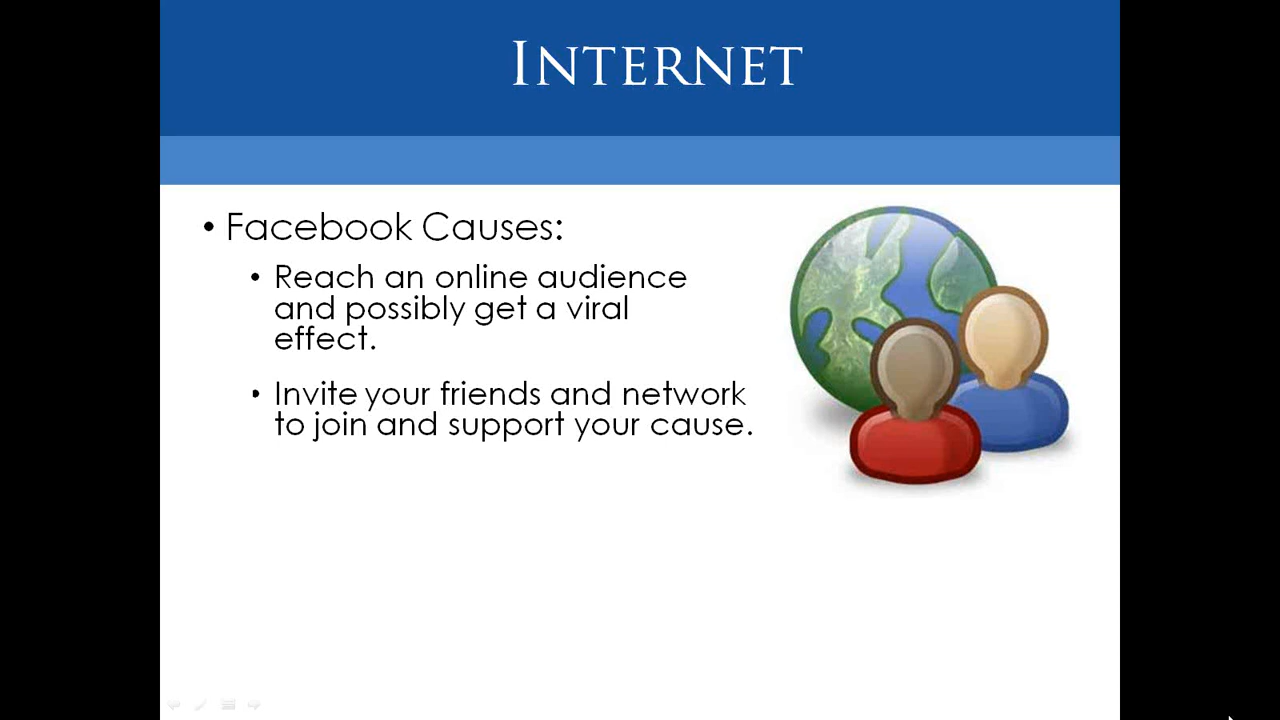 INTERNET
• Facebook Causes:
• Reach an online audience
and possibly get a viral
effect.
• Invite your friends and network
to join and support your cause.